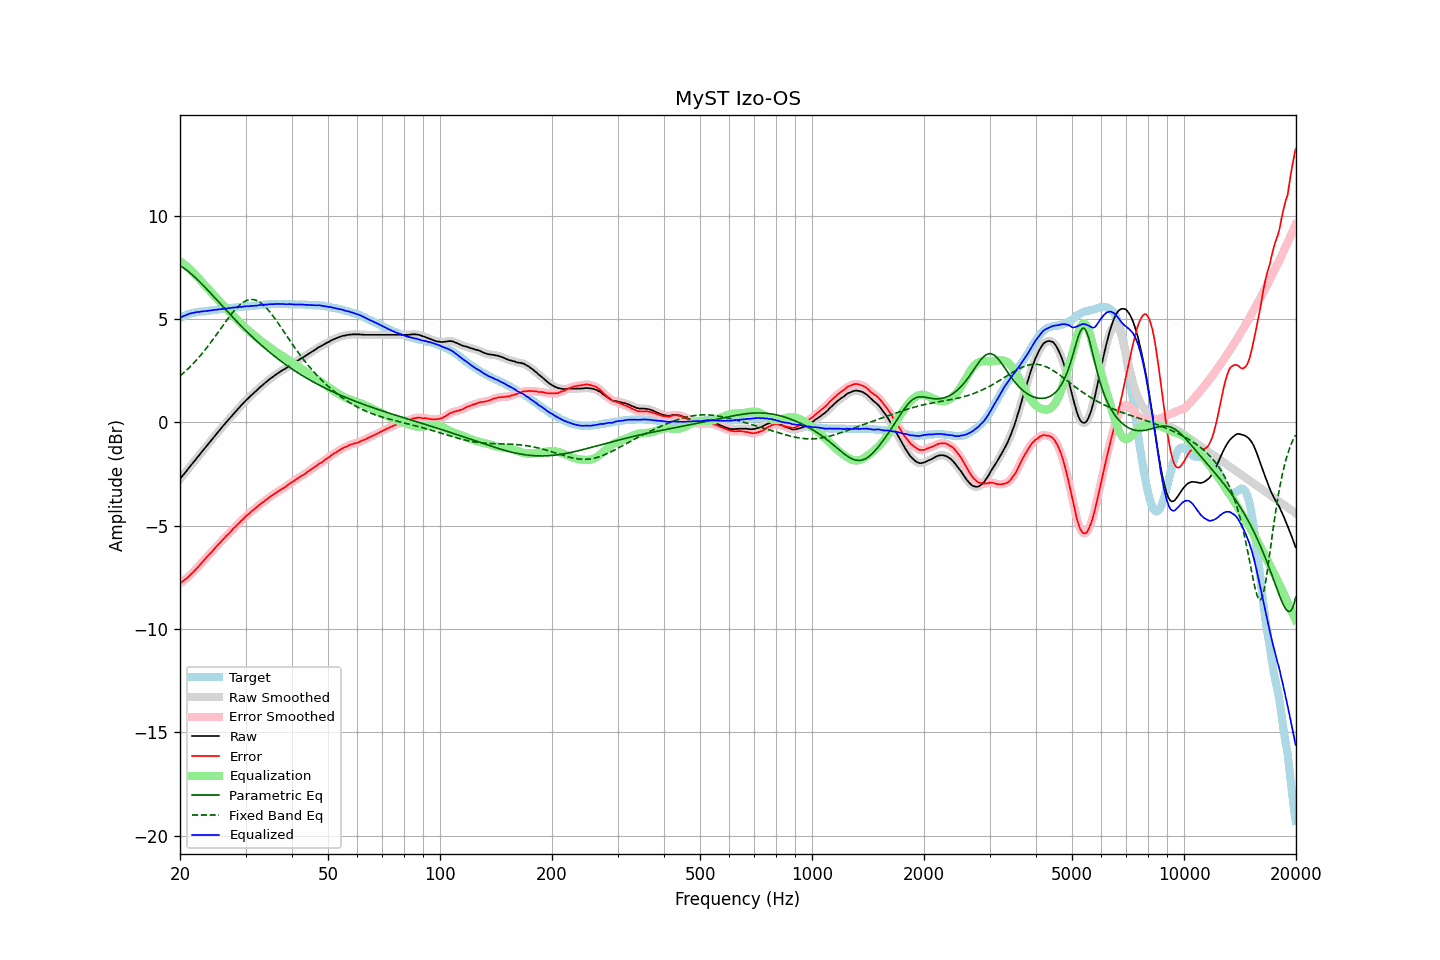 MyST Izo-OS
Amplitude (dBr)
10
5
0
−5
−10
−15
−20
Target
Raw Smoothed
Error Smoothed
Raw
Error
Equalization
Parametric Eq
Fixed Band Eq
Equalized
20 50 100 200 500 1000 2000 5000 10000 20000
Frequency (Hz)